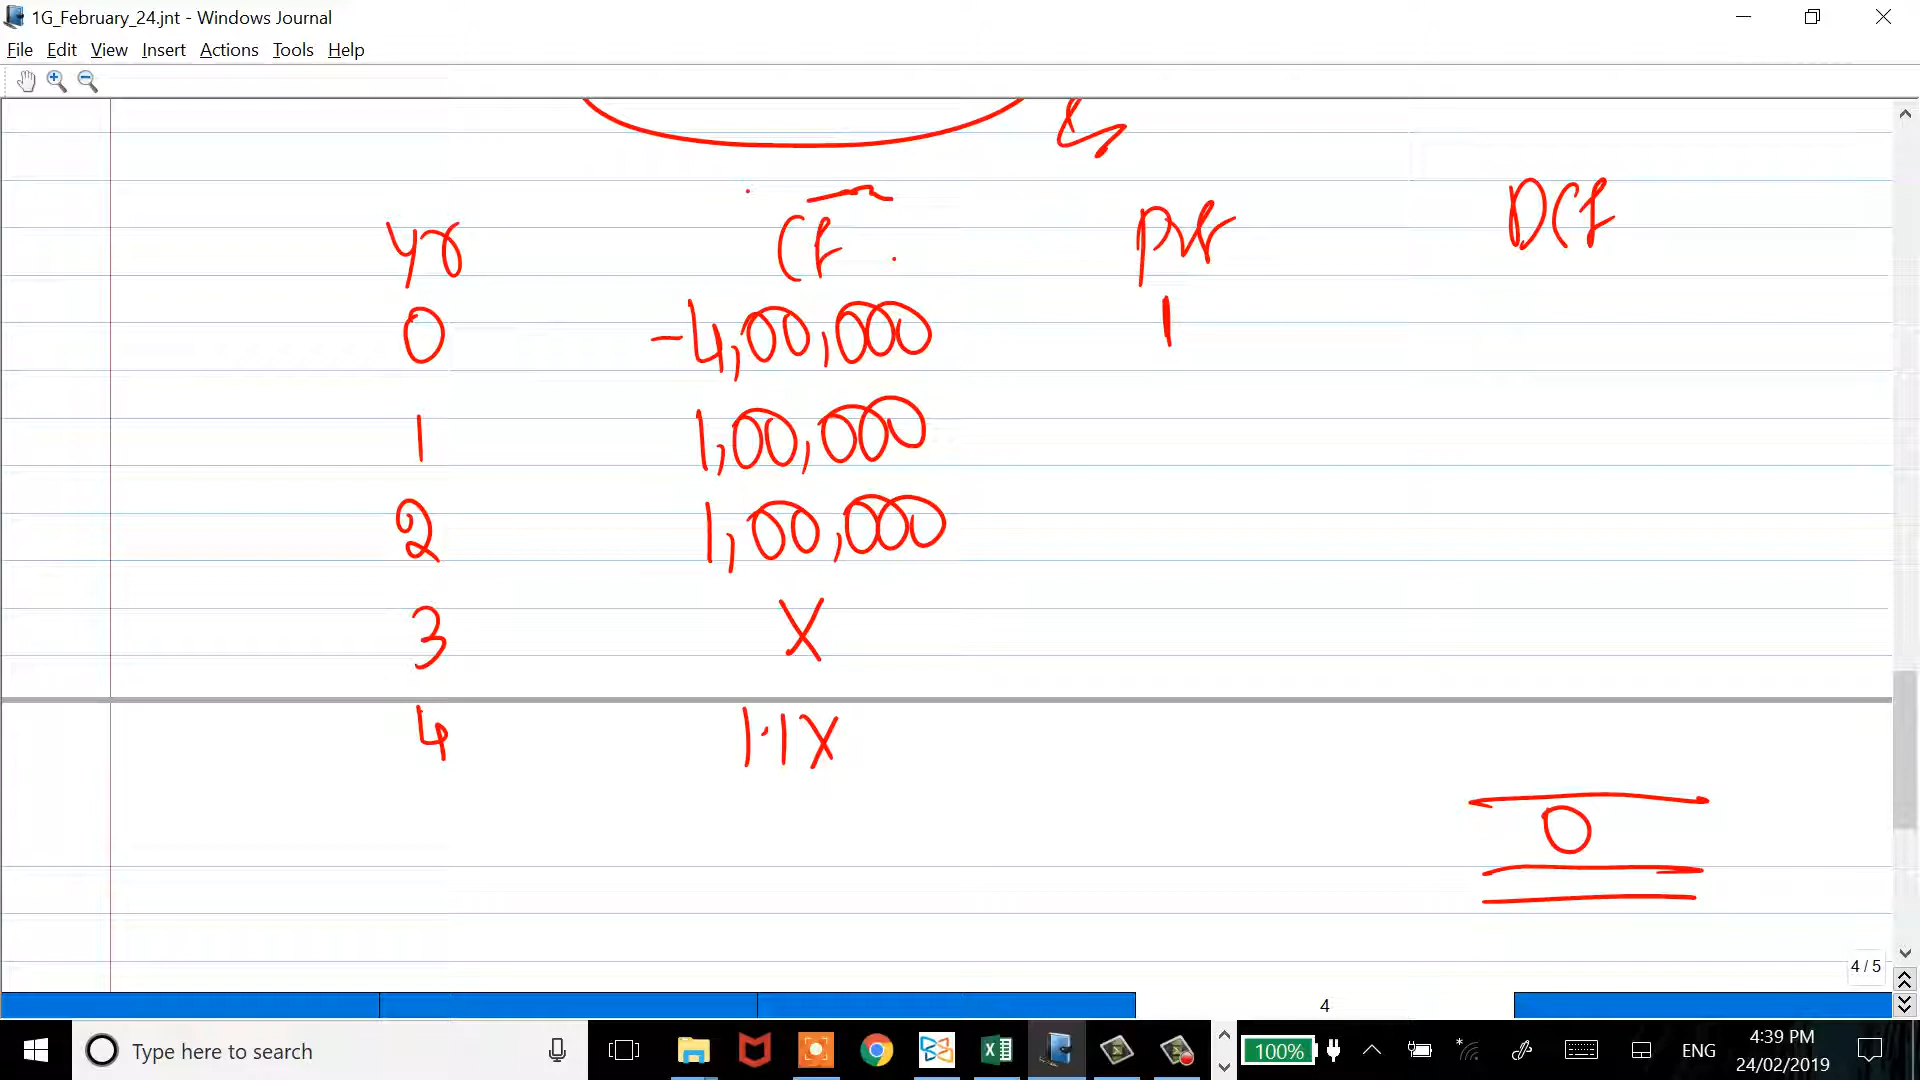 1G_February_24.jnt - Windows Journal
File Edit View Insert Actions Tools Help
yr CF PVF DCF
0 -4,00,000 1
1 1,00,000
2 1,00,000
3 X
4 1.1X
0
4 / 5
4
Type here to search
100%
ENG
4:39 PM
24/02/2019